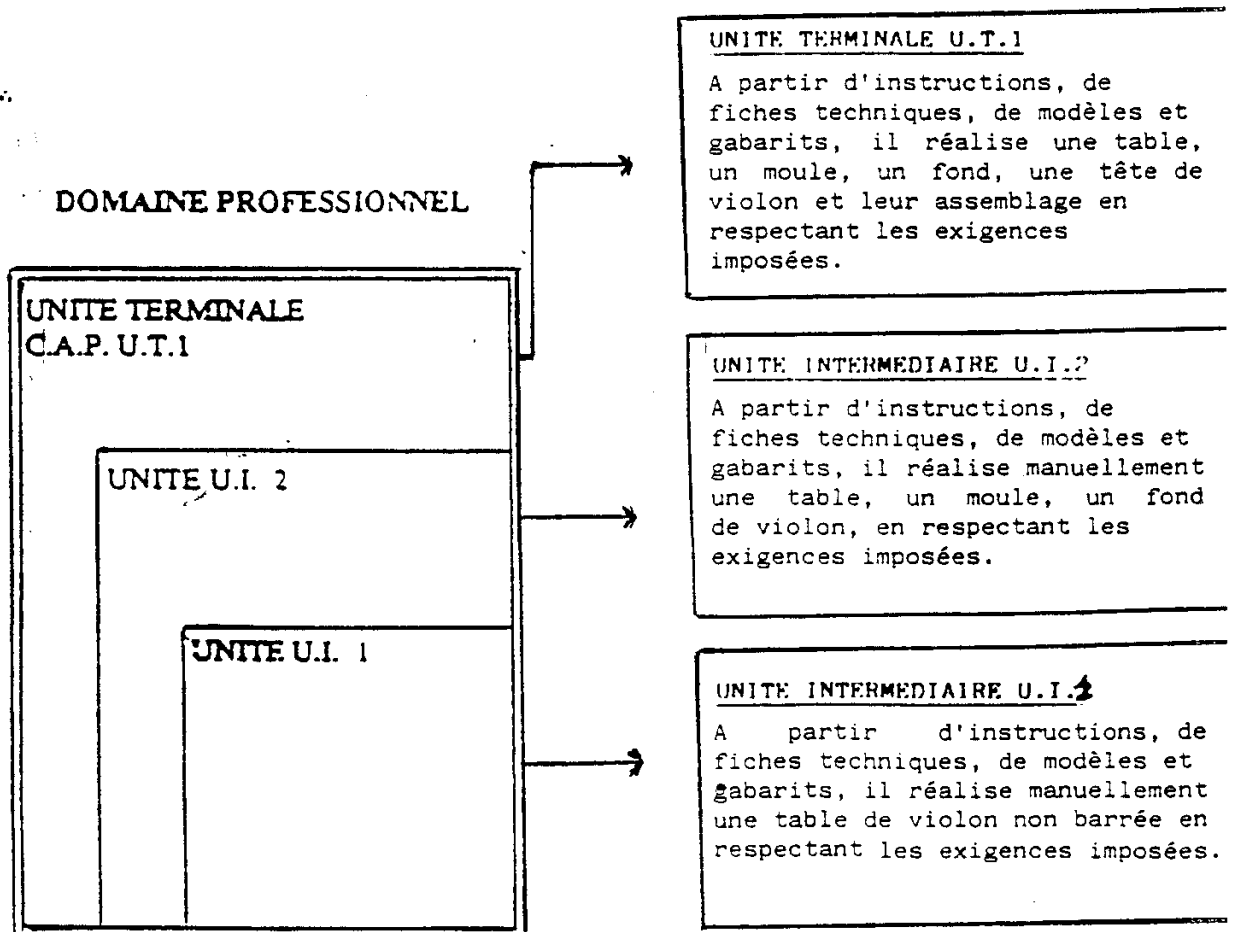 DOMAINE PROFESSIONNEL
UNITE TERMINALE
C.A.P. U.T.1
UNITE U.I. 2
UNITE U.I. 1
UNITE TERMINALE U.T.1
A partir d'instructions, de
fiches techniques, de modèles et
gabarits, il réalise une table,
un moule, un fond, une tête de
violon et leur assemblage en
respectant les exigences
imposées.
UNITE INTERMEDIAIRE U.I.2
A partir d'instructions, de
fiches techniques, de modèles et
gabarits, il réalise manuellement
une table, un moule, un fond
de violon, en respectant les
exigences imposées.
UNITE INTERMEDIAIRE U.I.1
A partir d'instructions, de
fiches techniques, de modèles et
gabarits, il réalise manuellement
une table de violon non barrée en
respectant les exigences imposées.